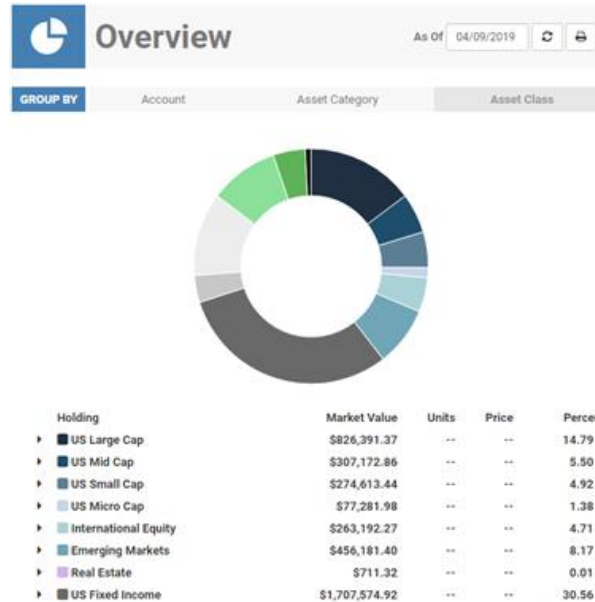 Overview As Of 04/09/2019
GROUP BY Account Asset Category Asset Class
Holding Market Value Units Price Perce
US Large Cap $826,391.37 -- -- 14.79
US Mid Cap $307,172.86 -- -- 5.50
US Small Cap $274,613.44 -- -- 4.92
US Micro Cap $77,281.98 -- -- 1.38
International Equity $263,192.27 -- -- 4.71
Emerging Markets $456,181.40 -- -- 8.17
Real Estate $711.32 -- -- 0.01
US Fixed Income $1,707,574.92 -- -- 30.56